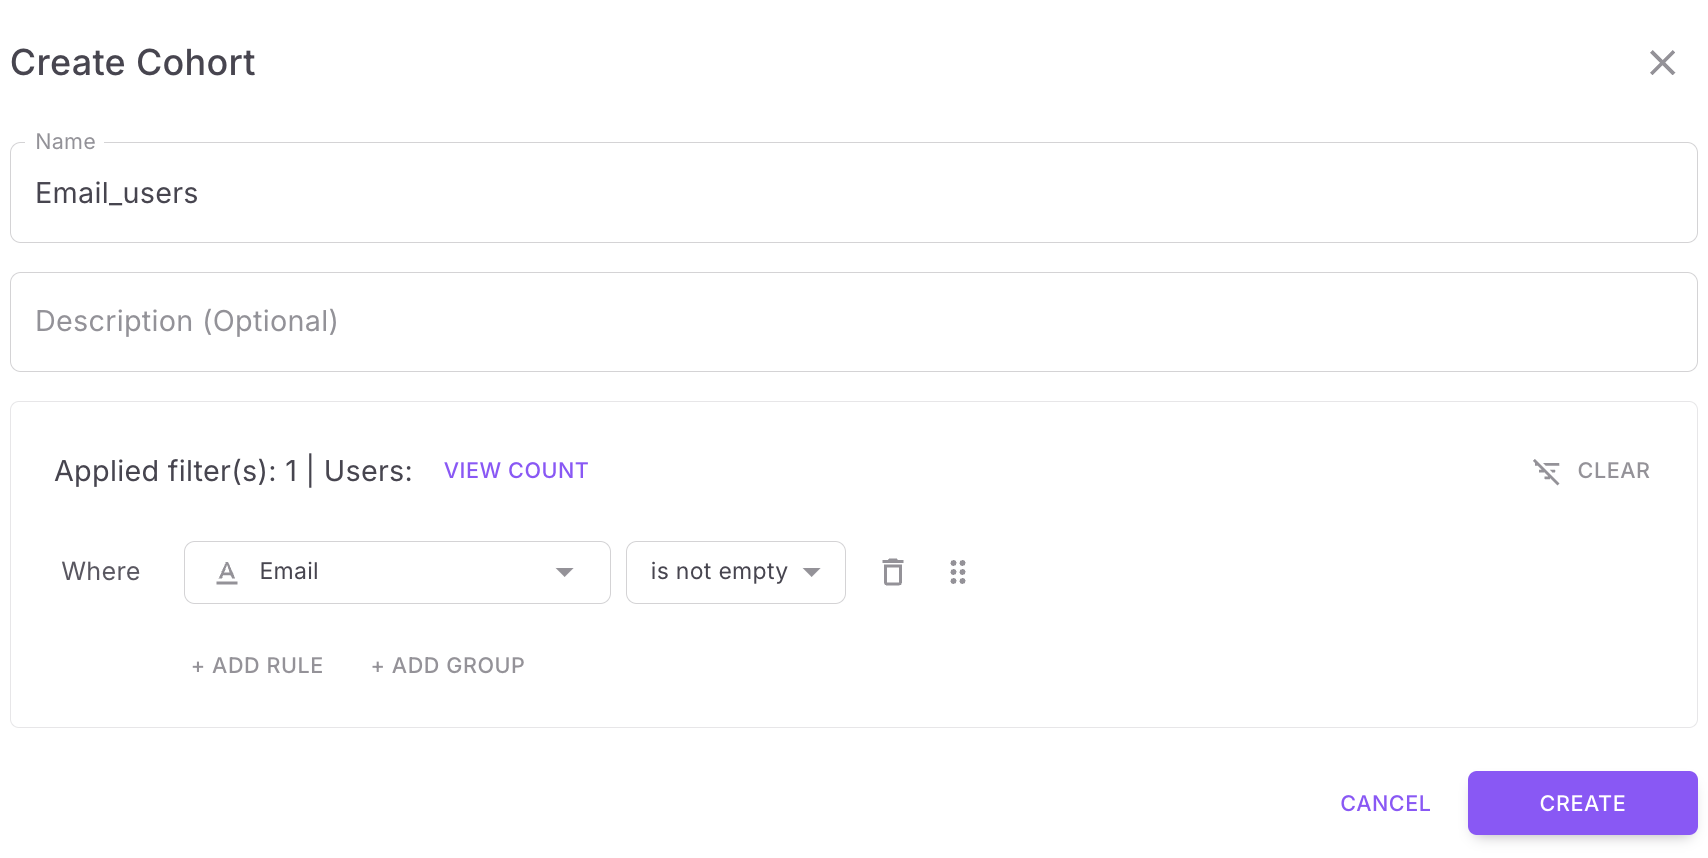 Create Cohort
Name
Email_users
Description (Optional)
Applied filter(s): 1 | Users: VIEW COUNT CLEAR
Where Email is not empty
+ ADD RULE + ADD GROUP
CANCEL CREATE